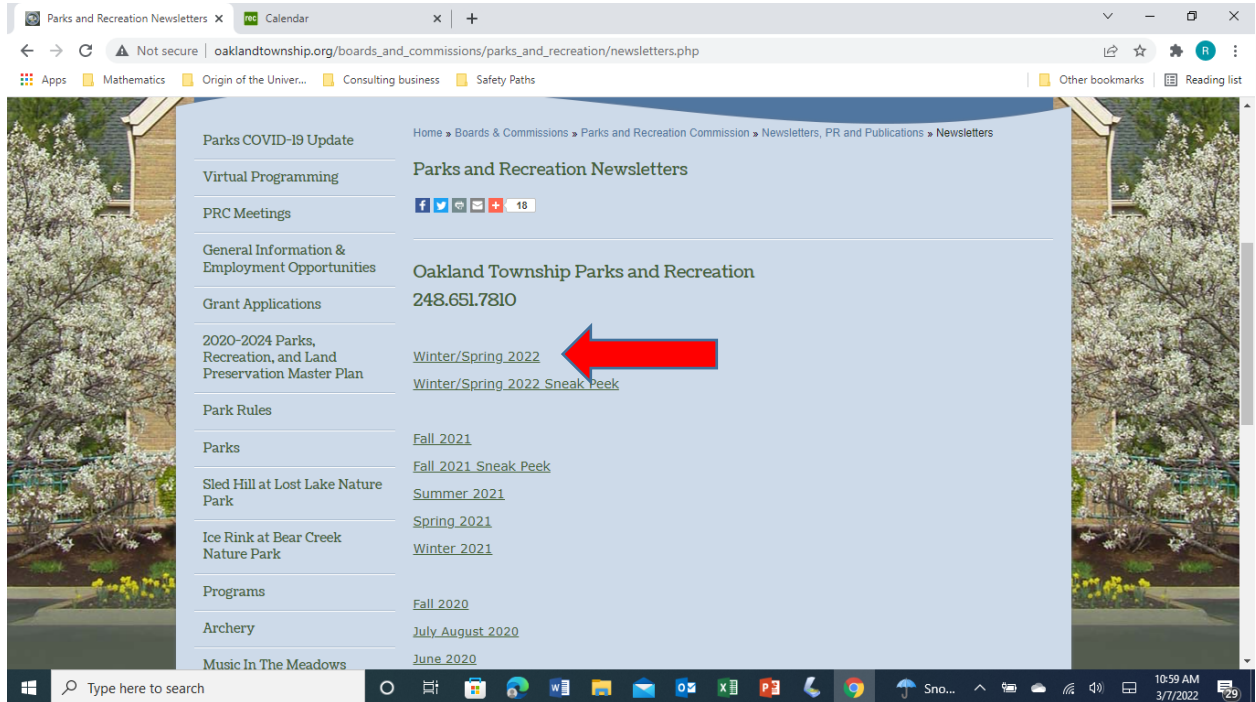 Parks and Recreation Newsletters
rec Calendar
Not secure oaklandtownship.org/boards_and_commissions/parks_and_recreation/newsletters.php
R
Apps Mathematics Origin of the Univer... Consulting business Safety Paths Other bookmarks Reading list
Parks COVID-19 Update
Virtual Programming
PRC Meetings
General Information &
Employment Opportunities
Grant Applications
2020-2024 Parks,
Recreation, and Land
Preservation Master Plan
Park Rules
Parks
Sled Hill at Lost Lake Nature
Park
Ice Rink at Bear Creek
Nature Park
Programs
Archery
Music In The Meadows
Home » Boards & Commissions » Parks and Recreation Commission » Newsletters, PR and Publications » Newsletters
Parks and Recreation Newsletters
18
Oakland Township Parks and Recreation
248.651.7810
Winter/Spring 2022
Winter/Spring 2022 Sneak Peek
Fall 2021
Fall 2021 Sneak Peek
Summer 2021
Spring 2021
Winter 2021
Fall 2020
July August 2020
June 2020
Type here to search
Sno...
10:59 AM
3/7/2022
29